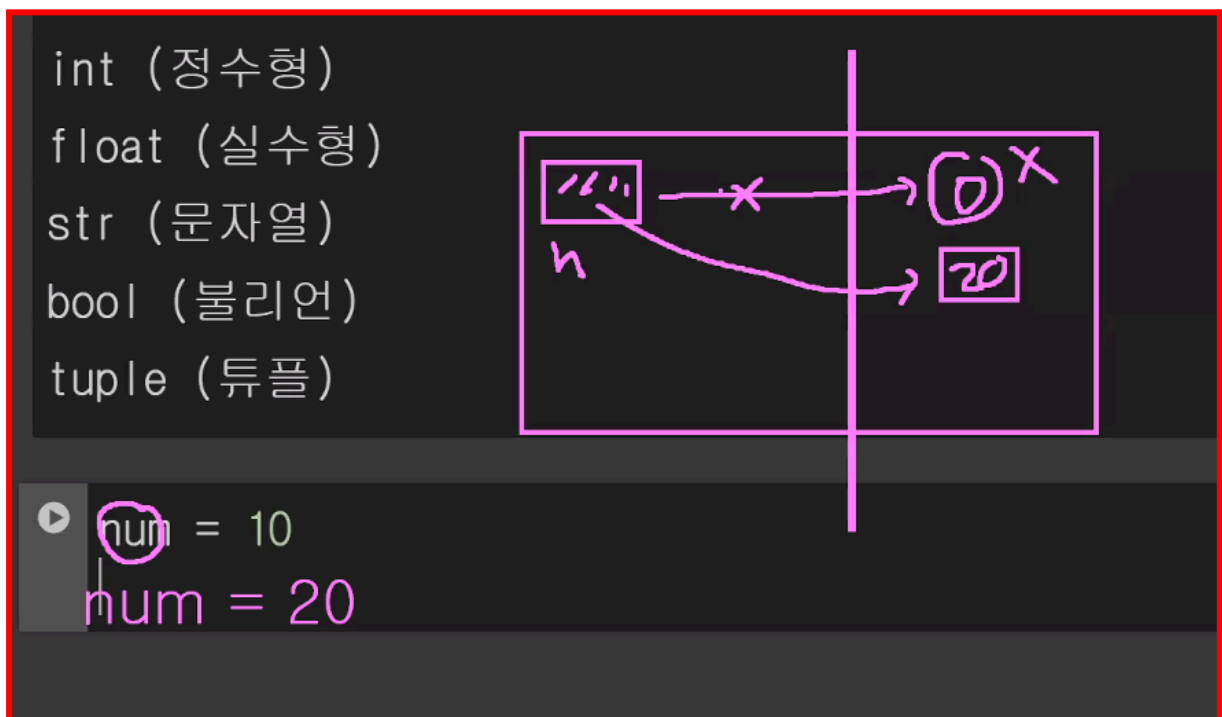 int (정수형)
float (실수형)
str (문자열)
bool (불리언)
tuple (튜플)
n
0 X
20
num = 10
num = 20